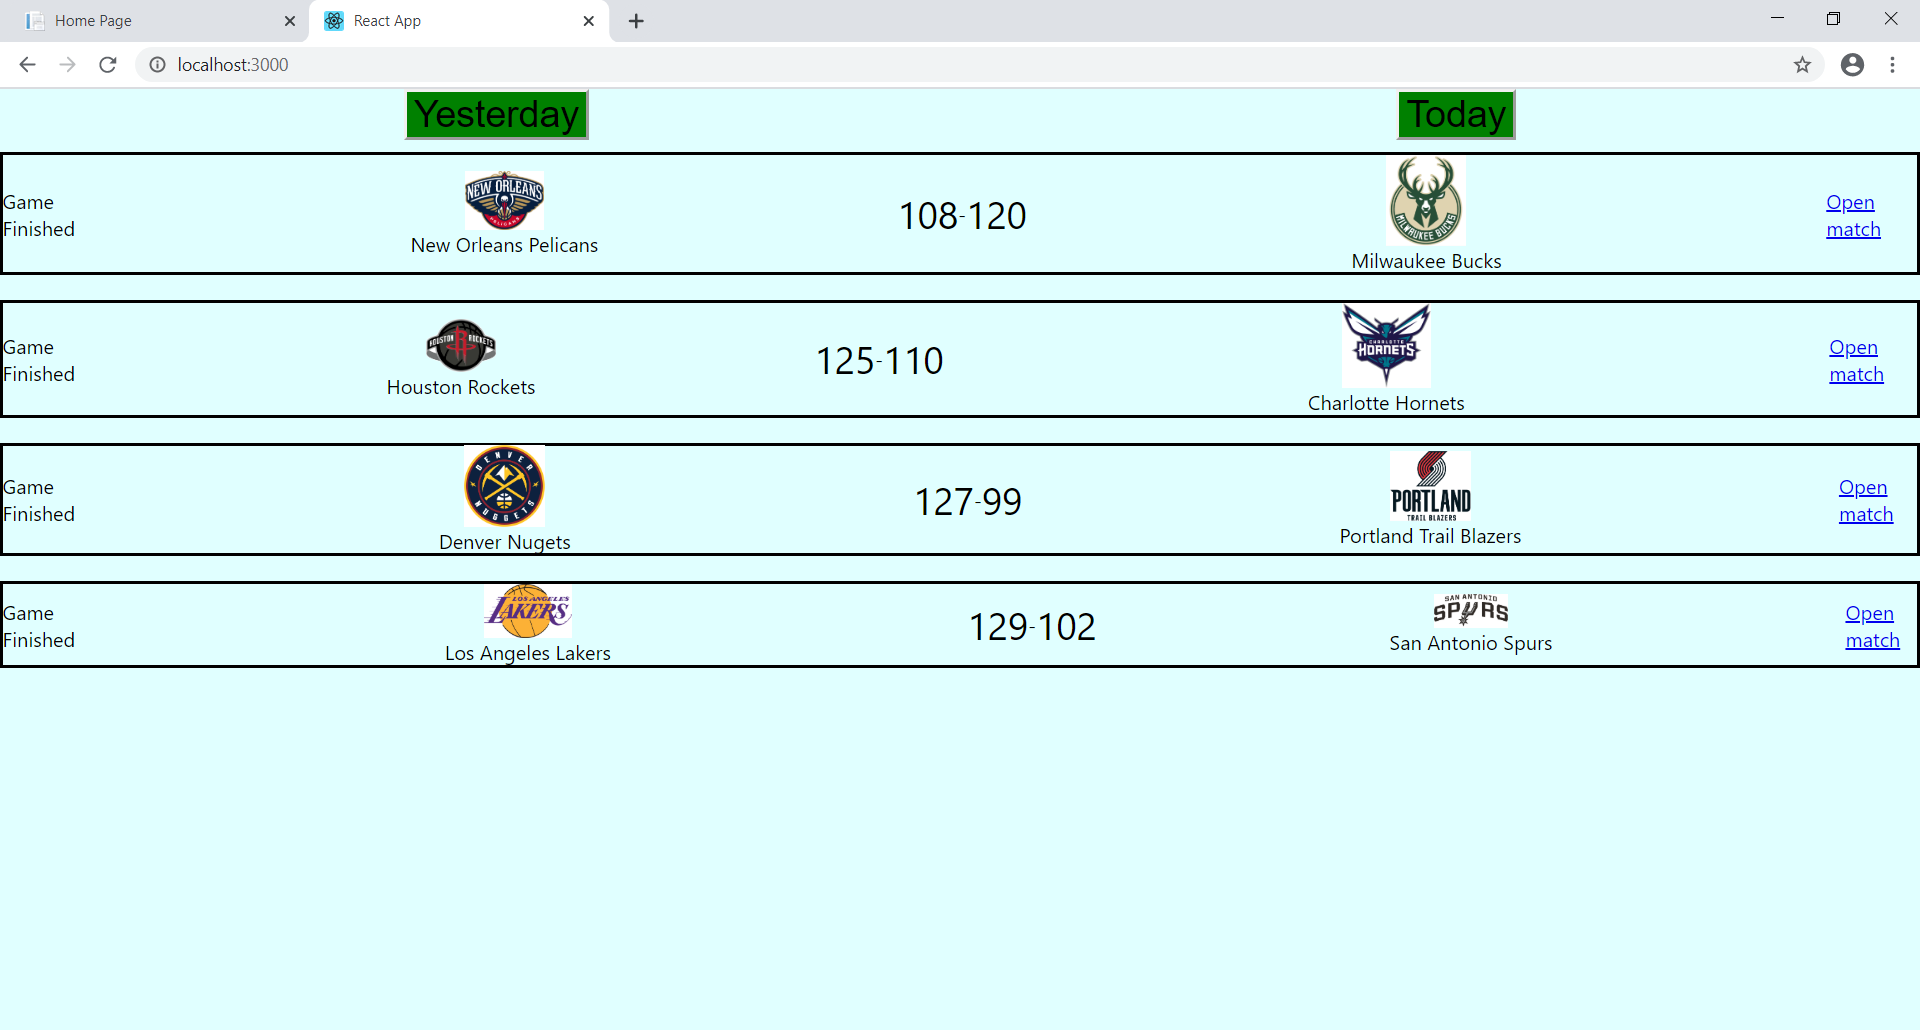 Home Page
React App
localhost:3000
Yesterday Today
Game
Finished
NEW ORLEANS
PELICANS
New Orleans Pelicans
108-120
MILWAUKEE BUCKS
Milwaukee Bucks
Open
match
Game
Finished
HOUSTON ROCKETS
Houston Rockets
125-110
CHARLOTTE
HORNETS
Charlotte Hornets
Open
match
Game
Finished
DENVER
NUGGETS
Denver Nugets
127-99
PORTLAND
TRAIL BLAZERS
Portland Trail Blazers
Open
match
Game
Finished
LOS ANGELES
LAKERS
Los Angeles Lakers
129-102
SAN ANTONIO
SPURS
San Antonio Spurs
Open
match